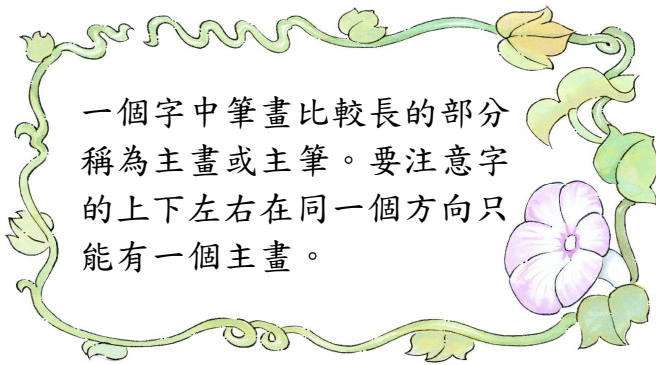 一個字中筆畫比較長的部分
稱為主畫或主筆。要注意字
的上下左右在同一個方向只
能有一個主畫。